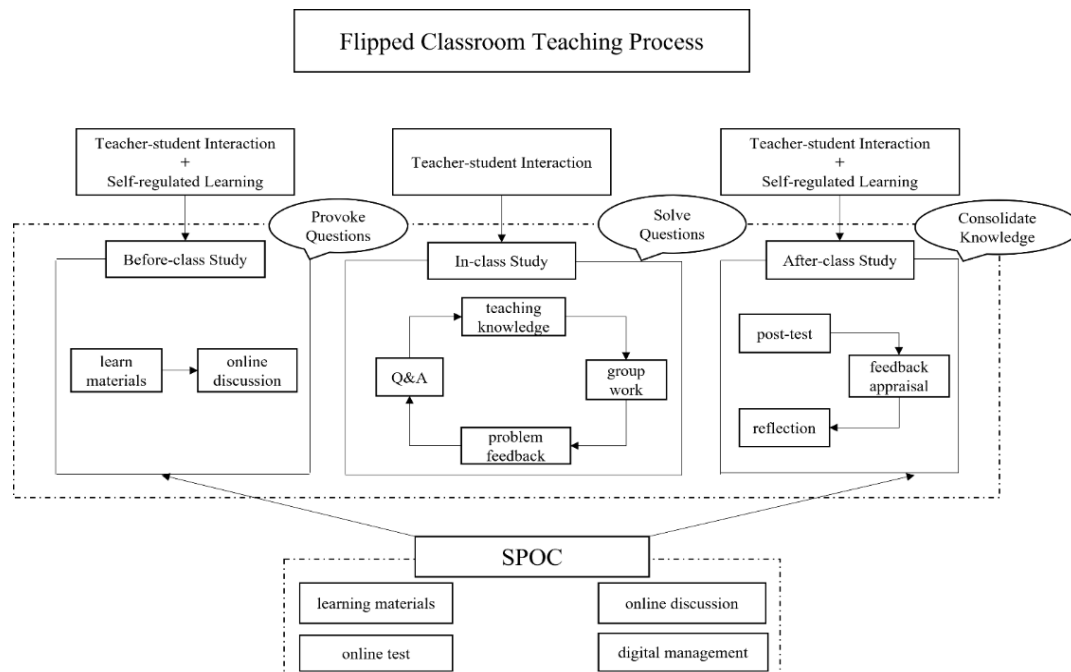 Flipped Classroom Teaching Process
Teacher-student Interaction
+
Self-regulated Learning
Teacher-student Interaction
Teacher-student Interaction
+
Self-regulated Learning
Provoke
Questions
Solve
Questions
Consolidate
Knowledge
Before-class Study
In-class Study
After-class Study
learn
materials
online
discussion
teaching
knowledge
Q&A
group
work
problem
feedback
post-test
feedback
appraisal
reflection
SPOC
learning materials
online discussion
online test
digital management